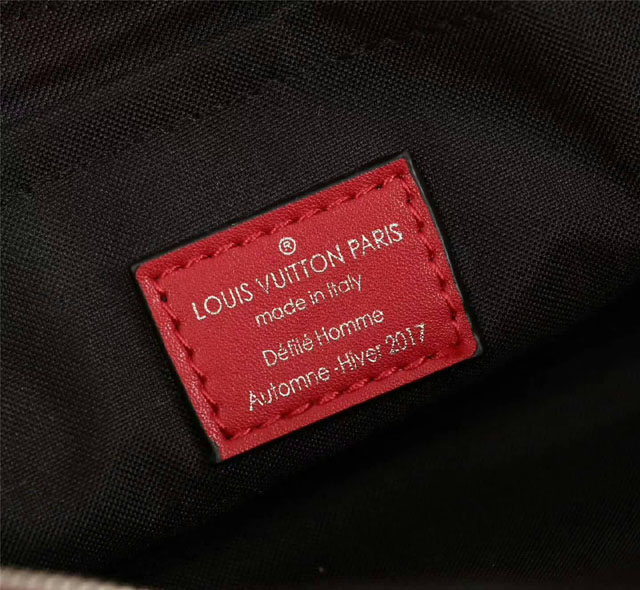 ®
LOUIS VUITTON PARIS
made in Italy
Défilé Homme
Automne-Hiver 2017